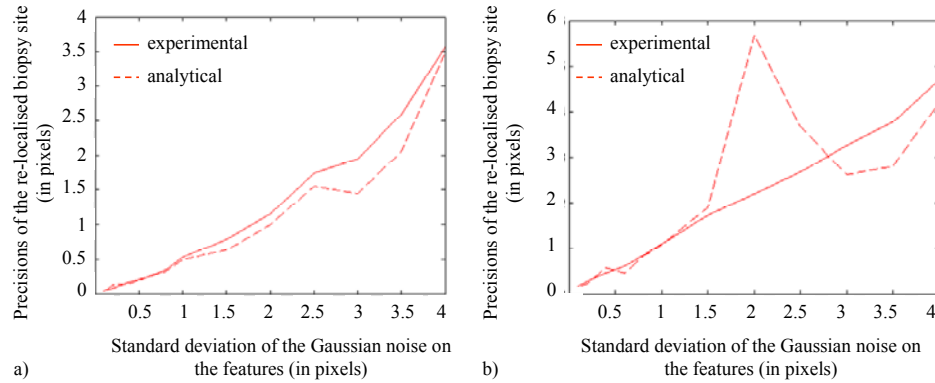 Precisions of the re-localised biopsy site
(in pixels)
4
3.5
3
2.5
2
1.5
1
0.5
0
experimental
analytical
0.5 1 1.5 2 2.5 3 3.5 4
Standard deviation of the Gaussian noise on
the features (in pixels)
a)
Precisions of the re-localised biopsy site
(in pixels)
6
5
4
3
2
1
0
experimental
analytical
0.5 1 1.5 2 2.5 3 3.5 4
Standard deviation of the Gaussian noise on
the features (in pixels)
b)